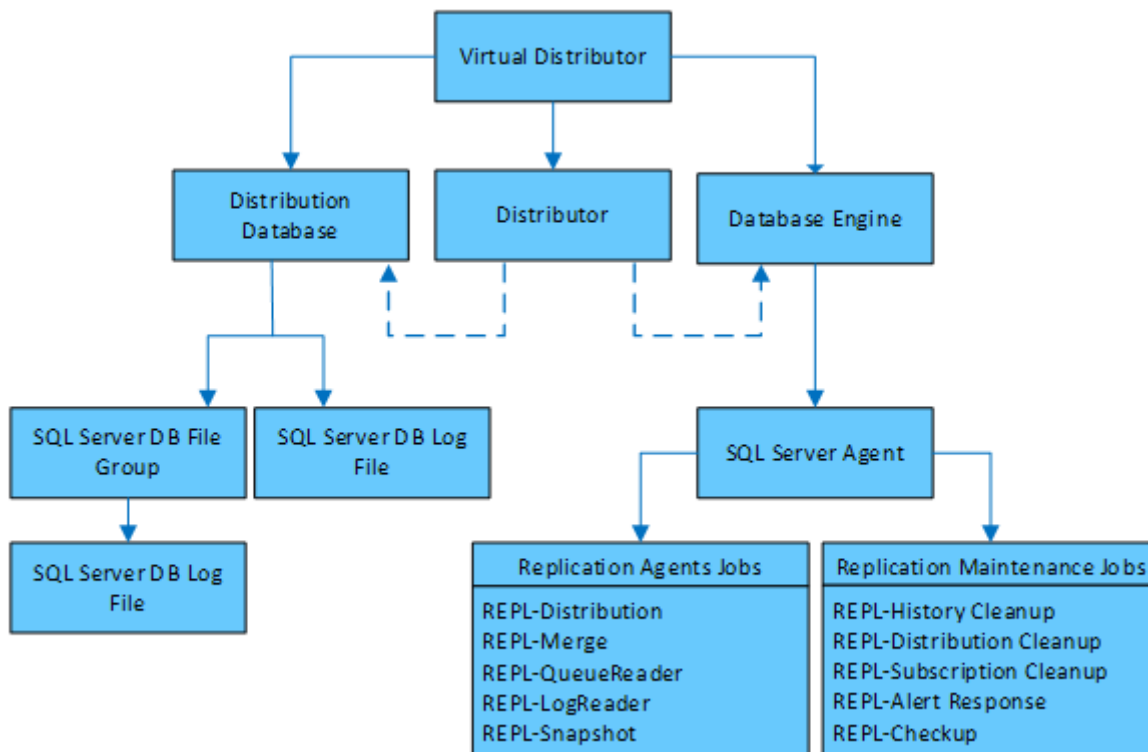 Virtual Distributor
Distribution
Database
Distributor
Database Engine
SQL Server DB File
Group
SQL Server DB Log
File
SQL Server Agent
SQL Server DB Log
File
Replication Agents Jobs
REPL-Distribution
REPL-Merge
REPL-QueueReader
REPL-LogReader
REPL-Snapshot
Replication Maintenance Jobs
REPL-History Cleanup
REPL-Distribution Cleanup
REPL-Subscription Cleanup
REPL-Alert Response
REPL-Checkup